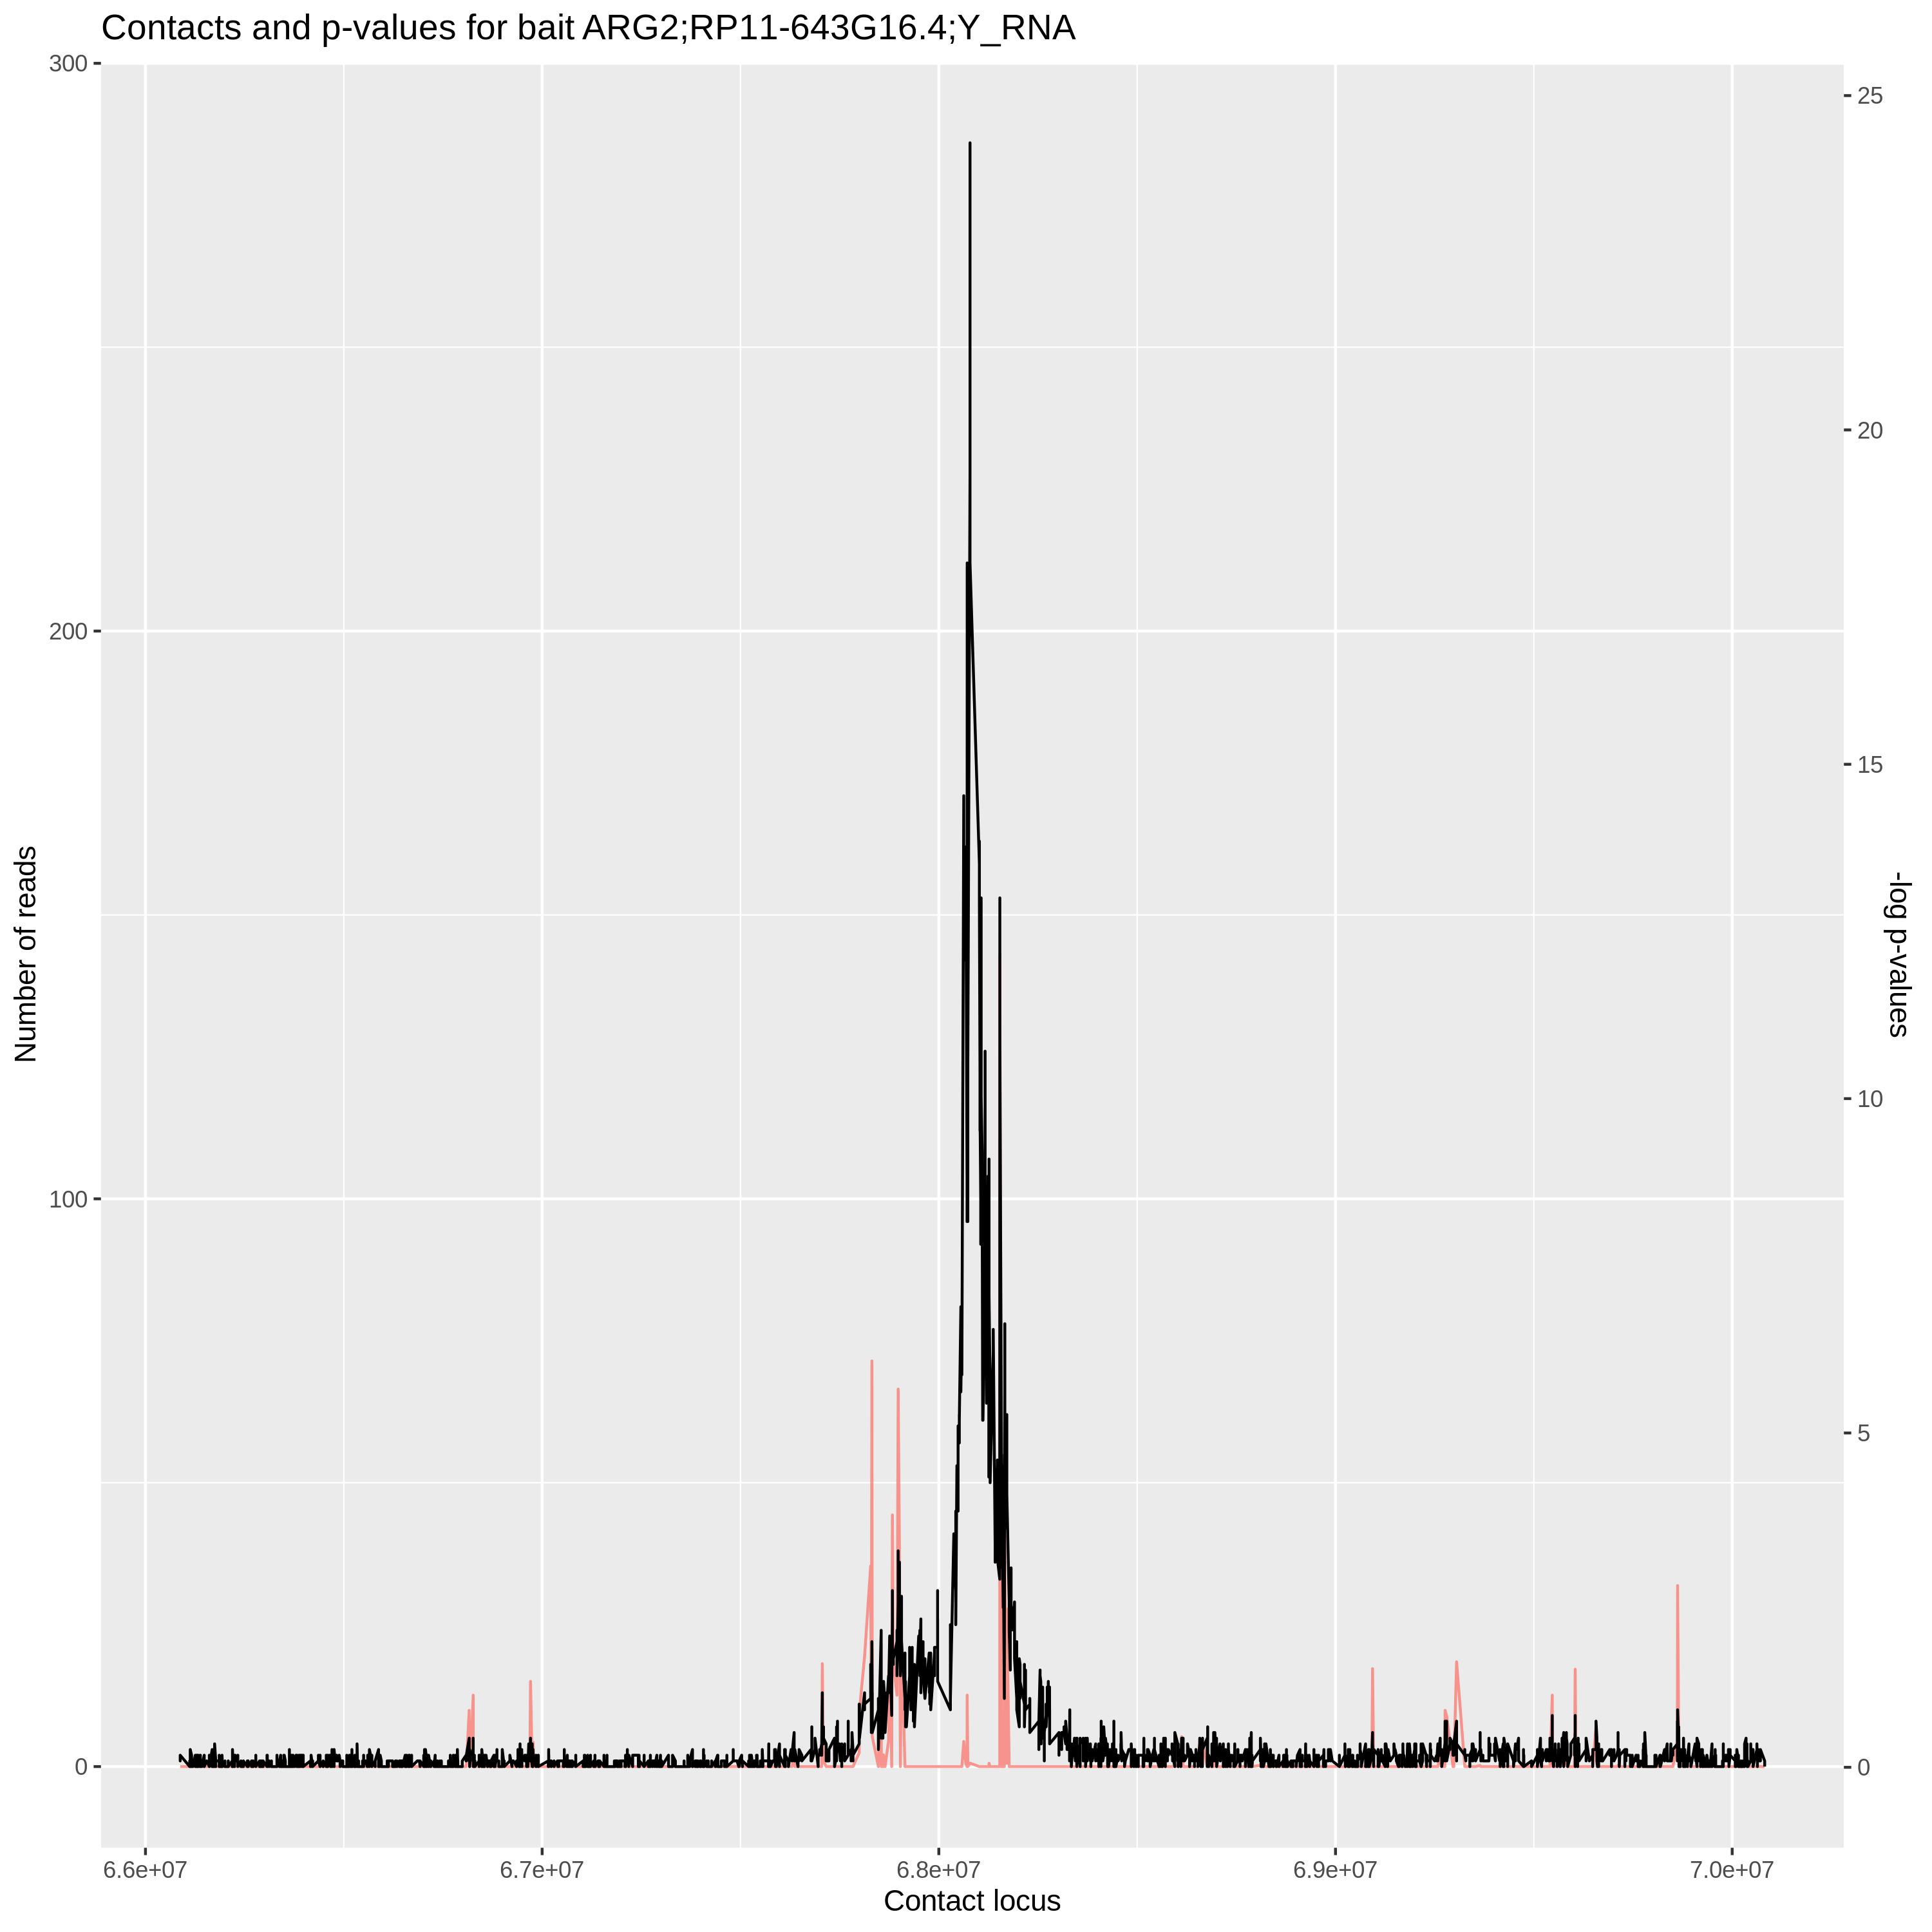 Contacts and p-values for bait ARG2;RP11-643G16.4;Y_RNA
300
200
100
0
Number of reads
25
20
15
10
5
0
-log p-values
6.6e+07 6.7e+07 6.8e+07 6.9e+07 7.0e+07
Contact locus